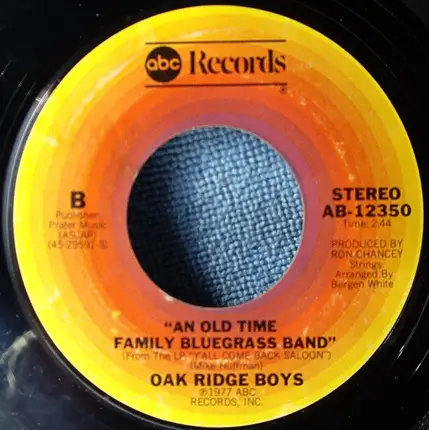 abc Records
®
B
Publisher:
Prater Music
(ASCAP)
(45-29591-S)
STEREO
AB-12350
Time: 2:44
PRODUCED BY
RON CHANCEY
Strings
Arranged By:
Bergen White
"AN OLD TIME
FAMILY BLUEGRASS BAND"
(From The LP "Y'ALL COME BACK SALOON")
(Mike Huffman)
OAK RIDGE BOYS
℗1977 ABC
RECORDS, INC.